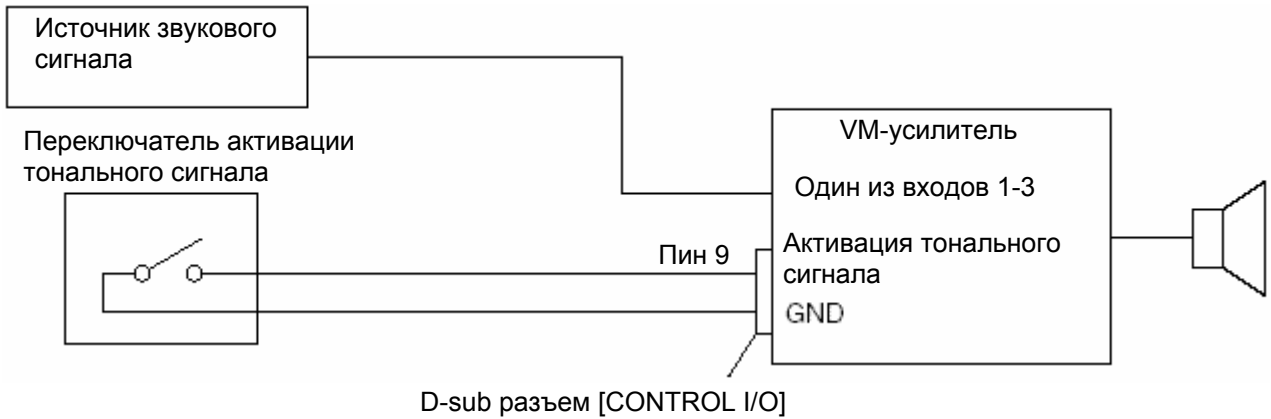 Источник звукового
сигнала
Переключатель активации
тонального сигнала
VM-усилитель
Один из входов 1-3
Пин 9
Активация тонального
сигнала
GND
D-sub разъем [CONTROL I/O]